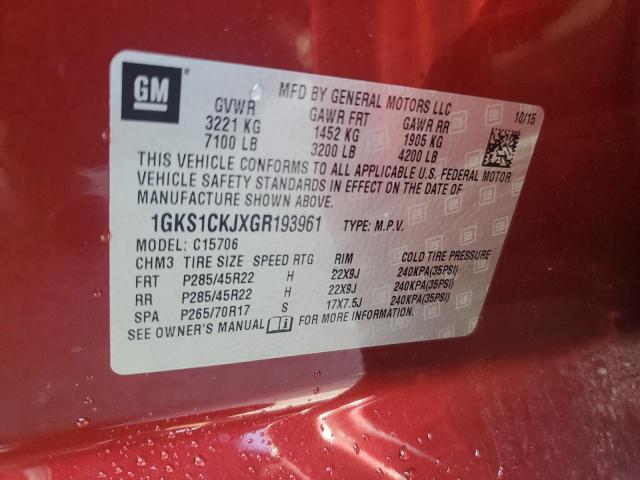 GM
MFD BY GENERAL MOTORS LLC
10/15
GVWR GAWR FRT GAWR RR
3221 KG 1452 KG 1905 KG
7100 LB 3200 LB 4200 LB
THIS VEHICLE CONFORMS TO ALL APPLICABLE U.S. FEDERAL MOTOR
VEHICLE SAFETY STANDARDS IN EFFECT ON THE DATE OF
MANUFACTURE SHOWN ABOVE.
1GKS1CKJXGR193961 TYPE: M.P.V.
MODEL: C15706
CHM3 TIRE SIZE SPEED RTG RIM COLD TIRE PRESSURE
FRT P285/45R22 H 22X9J 240KPA(35PSI)
RR P285/45R22 H 22X9J 240KPA(35PSI)
SPA P265/70R17 S 17X7.5J 240KPA(35PSI)
SEE OWNER'S MANUAL FOR MORE INFORMATION.